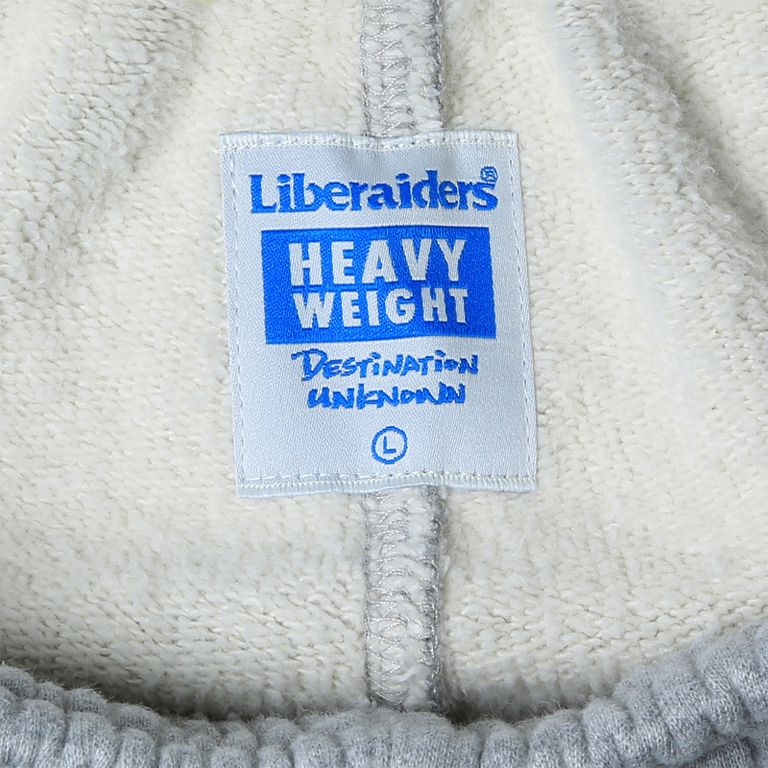 Liberaiders®
HEAVY
WEIGHT
DESTINATION
UNKNOWN
L